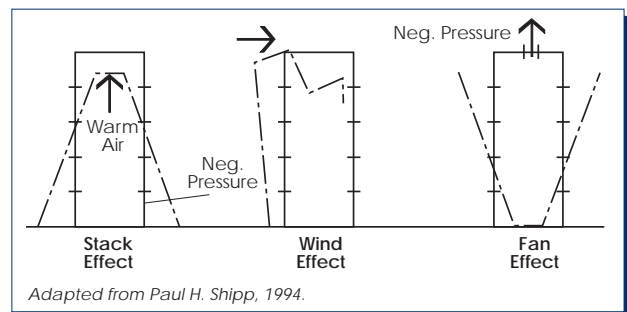 Neg. Pressure
Warm
Air
Neg.
Pressure
Stack
Effect
Wind
Effect
Fan
Effect
Adapted from Paul H. Shipp, 1994.